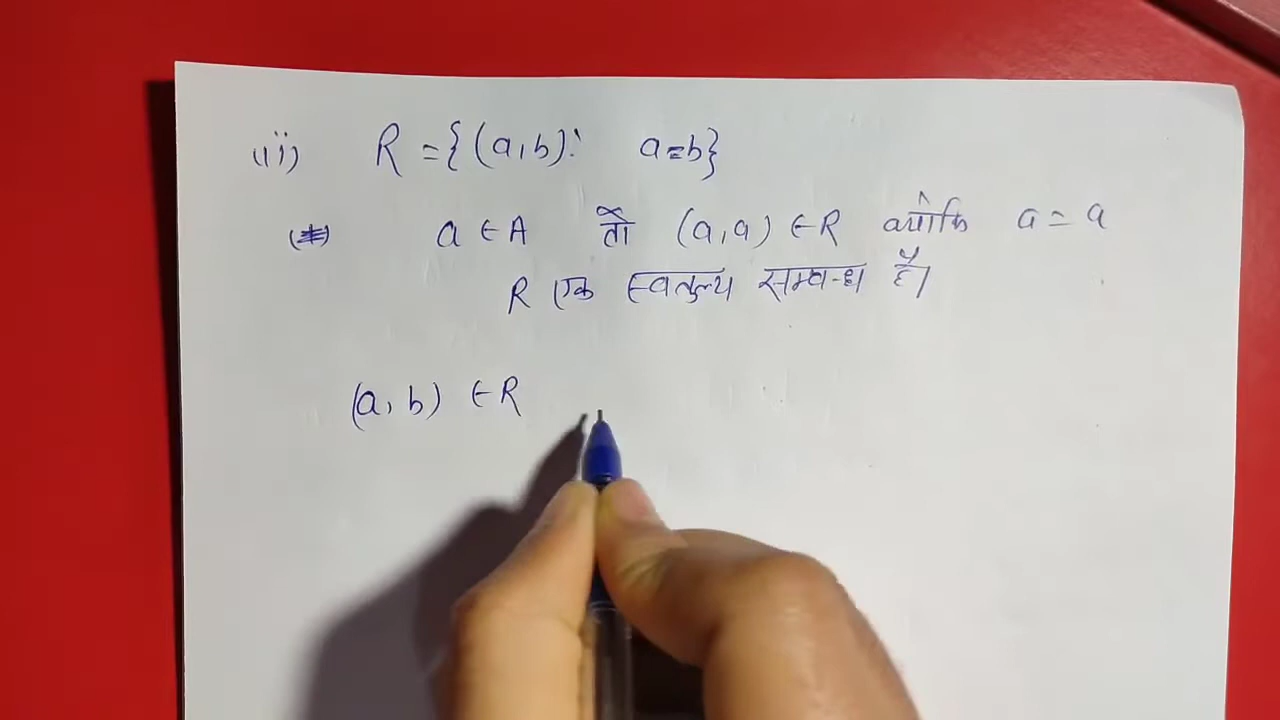 (ii) R = {(a,b): a=b}
a ∈ A तो (a,a) ∈ R क्योंकि a = a
R एक स्वतुल्य सम्बन्ध है।
(a, b) ∈ R